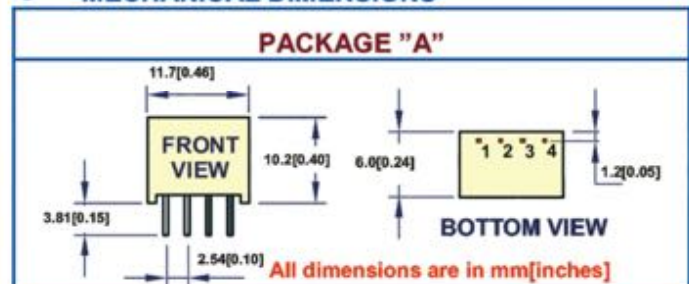 MECHANICAL DIMENSIONS
PACKAGE ”A”
11.7[0.46]
FRONT
VIEW
10.2[0.40]
3.81[0.15]
2.54[0.10]
6.0[0.24]
1 2 3 4
1.2[0.05]
BOTTOM VIEW
All dimensions are in mm[inches]